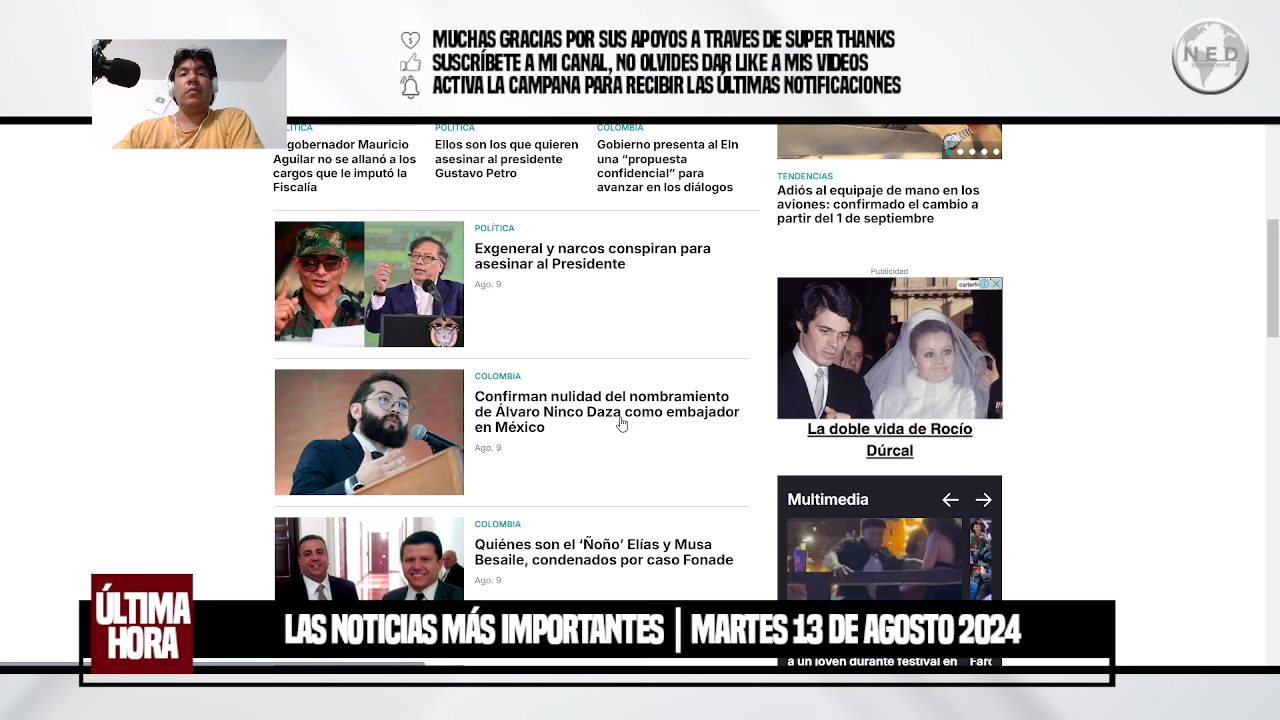 MUCHAS GRACIAS POR SUS APOYOS A TRAVES DE SUPER THANKS
SUSCRÍBETE A MI CANAL, NO OLVIDES DAR LIKE A MIS VIDEOS
ACTIVA LA CAMPANA PARA RECIBIR LAS ÚLTIMAS NOTIFICACIONES
N.E.D
international
POLÍTICA
COLOMBIA
gobernador Mauricio
Aguilar no se allanó a los
cargos que le imputó la
Fiscalía
Ellos son los que quieren
asesinar al presidente
Gustavo Petro
Gobierno presenta al Eln
una “propuesta
confidencial” para
avanzar en los diálogos
TENDENCIAS
Adiós al equipaje de mano en los
aviones: confirmado el cambio a
partir del 1 de septiembre
POLÍTICA
Exgeneral y narcos conspiran para
asesinar al Presidente
Ago. 9
Publicidad
La doble vida de Rocío
Dúrcal
COLOMBIA
Confirman nulidad del nombramiento
de Álvaro Ninco Daza como embajador
en México
Ago. 9
Multimedia
COLOMBIA
Quiénes son el ‘Ñoño’ Elías y Musa
Besaile, condenados por caso Fonade
Ago. 9
ÚLTIMA
HORA
LAS NOTICIAS MÁS IMPORTANTES | MARTES 13 DE AGOSTO 2024
a un joven durante festival en